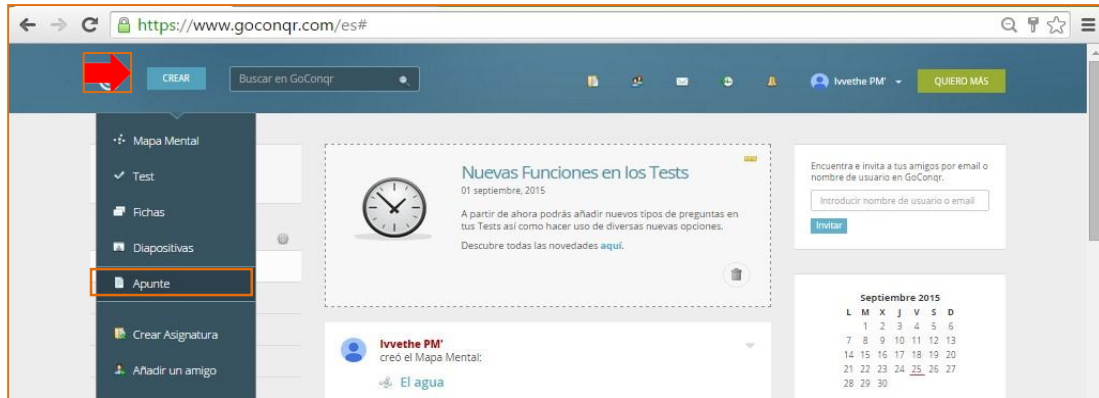 https://www.goconqr.com/es#
CREAR
Buscar en GoConqr
Ivvethe PM'
QUIERO MÁS
Mapa Mental
Test
Fichas
Diapositivas
Apunte
Crear Asignatura
Añadir un amigo
Nuevas Funciones en los Tests
01 septiembre, 2015
A partir de ahora podrás añadir nuevos tipos de preguntas en
tus Tests así como hacer uso de diversas nuevas opciones.
Descubre todas las novedades aquí.
Ivvethe PM'
creó el Mapa Mental:
El agua
Encuentra e invita a tus amigos por email o
nombre de usuario en GoConqr.
Introducir nombre de usuario o email
Invitar
Septiembre 2015
L M X J V S D
1 2 3 4 5 6
7 8 9 10 11 12 13
14 15 16 17 18 19 20
21 22 23 24 25 26 27
28 29 30